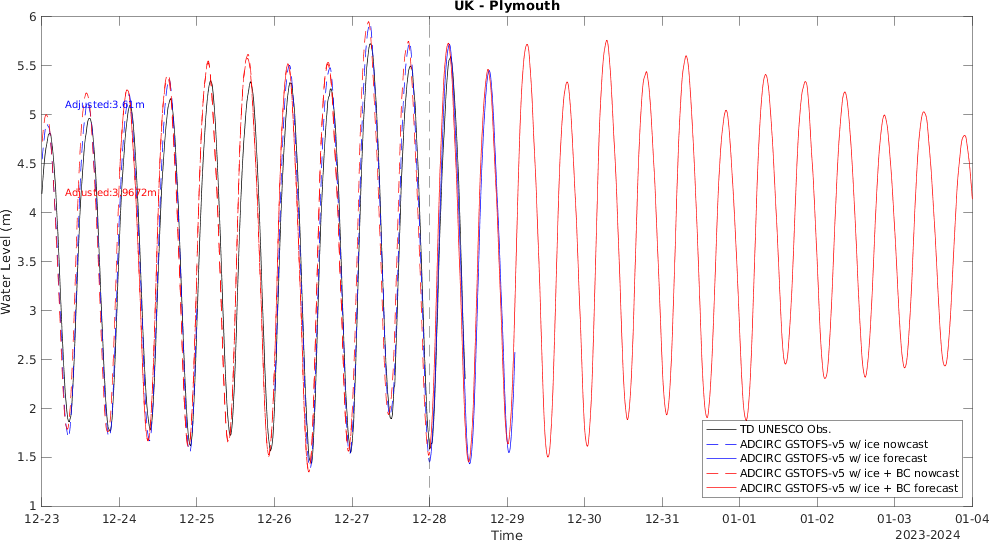 UK - Plymouth
6
5.5
5
4.5
4
3.5
3
2.5
2
1.5
1
Water Level (m)
Adjusted:3.61m
Adjusted:3.9672m
TD UNESCO Obs.
ADCIRC GSTOFS-v5 w/ ice nowcast
ADCIRC GSTOFS-v5 w/ ice forecast
ADCIRC GSTOFS-v5 w/ ice + BC nowcast
ADCIRC GSTOFS-v5 w/ ice + BC forecast
12-23 12-24 12-25 12-26 12-27 12-28 12-29 12-30 12-31 01-01 01-02 01-03 01-04
Time
2023-2024